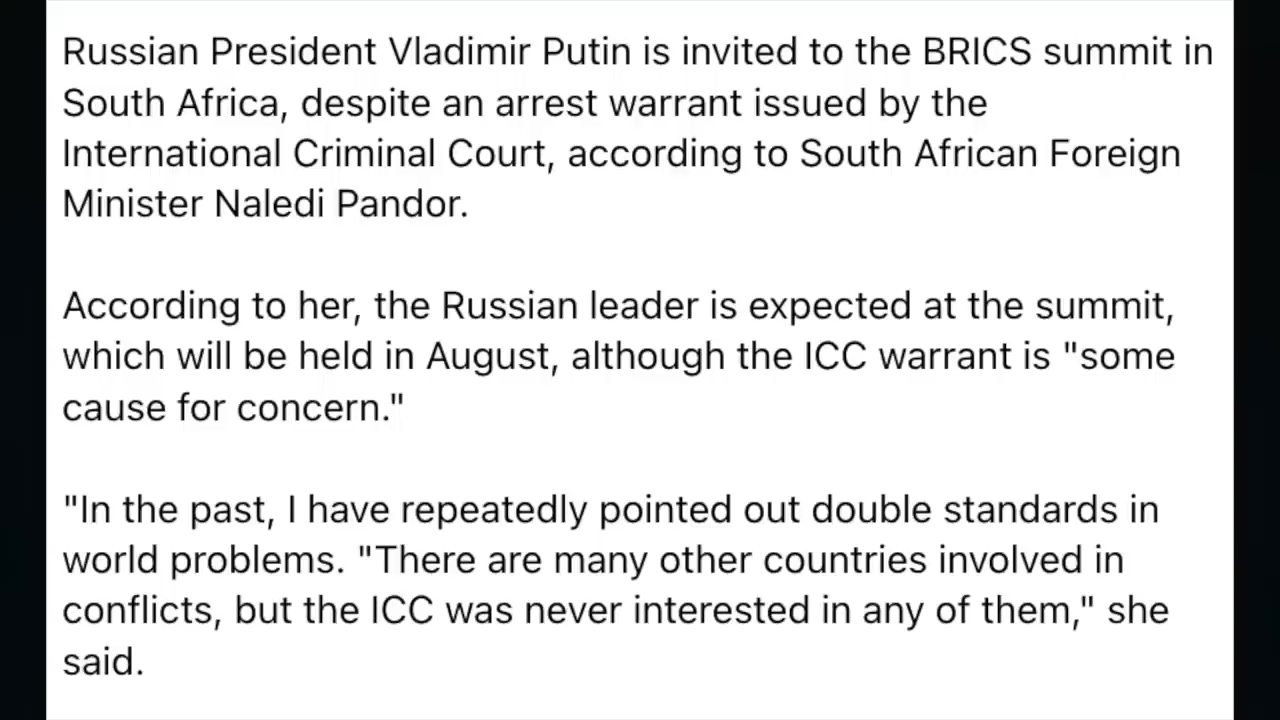 Russian President Vladimir Putin is invited to the BRICS summit in
South Africa, despite an arrest warrant issued by the
International Criminal Court, according to South African Foreign
Minister Naledi Pandor.
According to her, the Russian leader is expected at the summit,
which will be held in August, although the ICC warrant is "some
cause for concern."
"In the past, I have repeatedly pointed out double standards in
world problems. "There are many other countries involved in
conflicts, but the ICC was never interested in any of them," she
said.